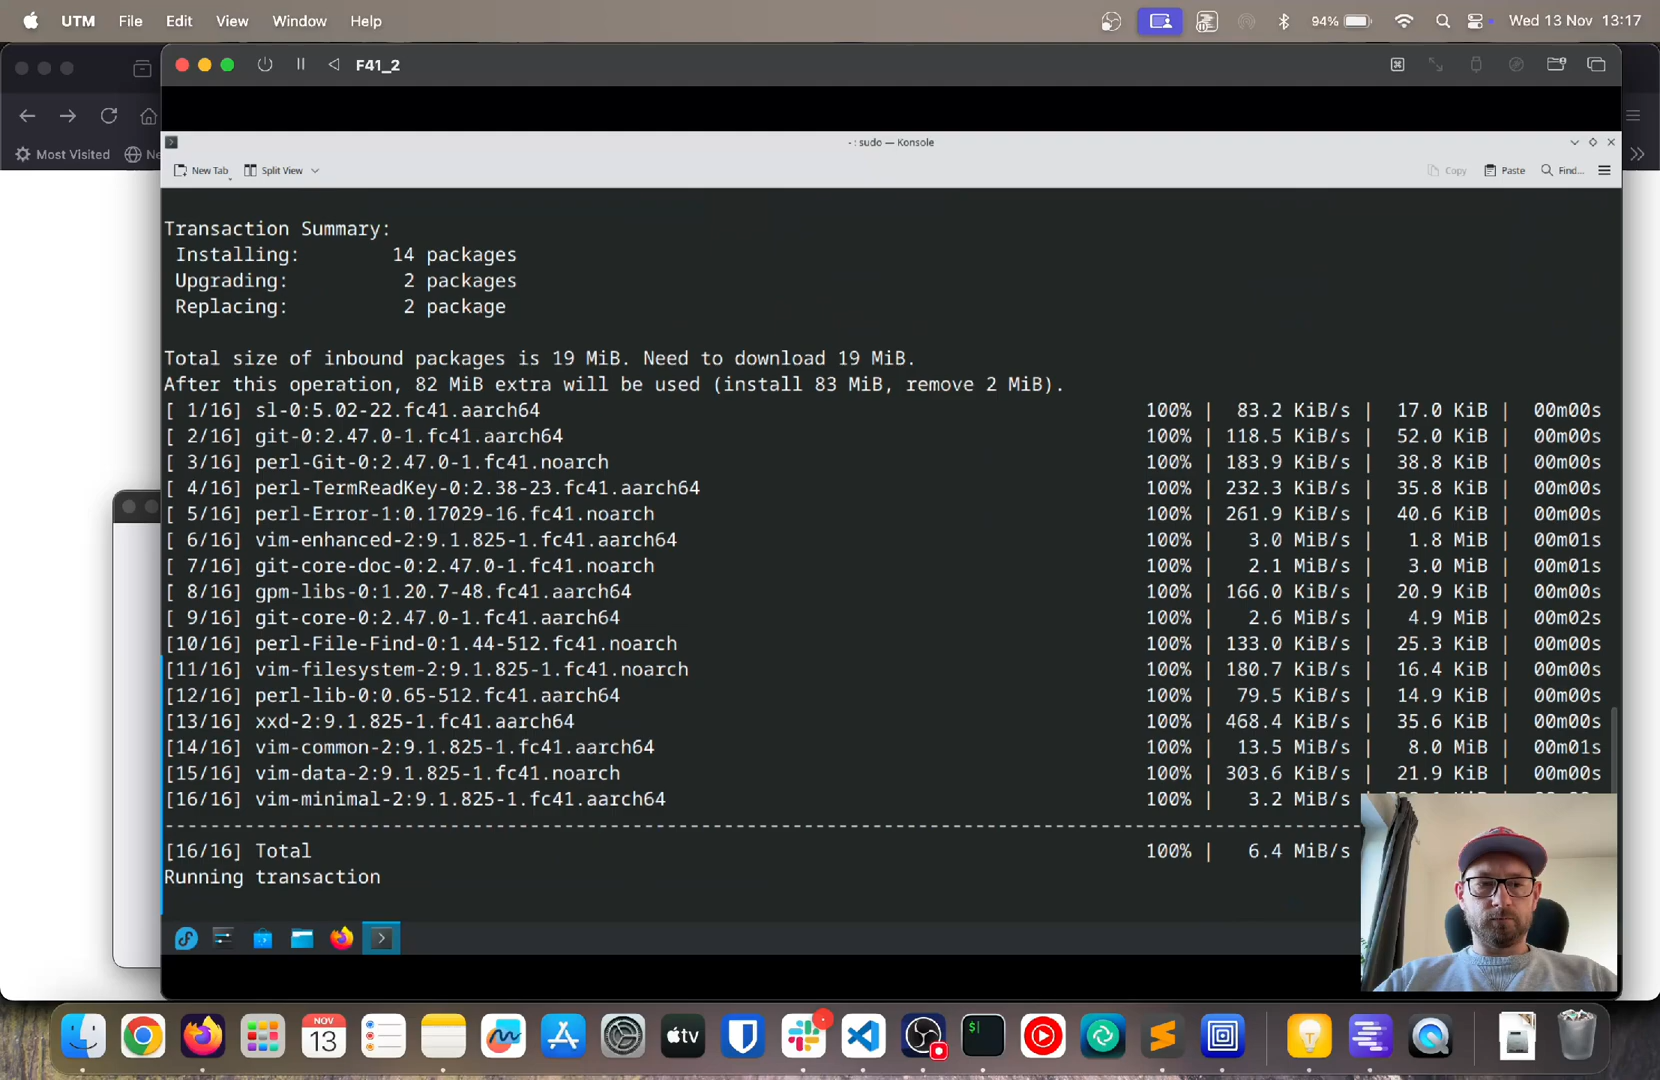 UTM File Edit View Window Help 94% Wed 13 Nov 13:17
F41_2
- : sudo — Konsole
New Tab Split View Copy Paste Find...
Most Visited
Transaction Summary:
Installing: 14 packages
Upgrading: 2 packages
Replacing: 2 package
Total size of inbound packages is 19 MiB. Need to download 19 MiB.
After this operation, 82 MiB extra will be used (install 83 MiB, remove 2 MiB).
[ 1/16] sl-0:5.02-22.fc41.aarch64 100% | 83.2 KiB/s | 17.0 KiB | 00m00s
[ 2/16] git-0:2.47.0-1.fc41.aarch64 100% | 118.5 KiB/s | 52.0 KiB | 00m00s
[ 3/16] perl-Git-0:2.47.0-1.fc41.noarch 100% | 183.9 KiB/s | 38.8 KiB | 00m00s
[ 4/16] perl-TermReadKey-0:2.38-23.fc41.aarch64 100% | 232.3 KiB/s | 35.8 KiB | 00m00s
[ 5/16] perl-Error-1:0.17029-16.fc41.noarch 100% | 261.9 KiB/s | 40.6 KiB | 00m00s
[ 6/16] vim-enhanced-2:9.1.825-1.fc41.aarch64 100% | 3.0 MiB/s | 1.8 MiB | 00m01s
[ 7/16] git-core-doc-0:2.47.0-1.fc41.noarch 100% | 2.1 MiB/s | 3.0 MiB | 00m01s
[ 8/16] gpm-libs-0:1.20.7-48.fc41.aarch64 100% | 166.0 KiB/s | 20.9 KiB | 00m00s
[ 9/16] git-core-0:2.47.0-1.fc41.aarch64 100% | 2.6 MiB/s | 4.9 MiB | 00m02s
[10/16] perl-File-Find-0:1.44-512.fc41.noarch 100% | 133.0 KiB/s | 25.3 KiB | 00m00s
[11/16] vim-filesystem-2:9.1.825-1.fc41.noarch 100% | 180.7 KiB/s | 16.4 KiB | 00m00s
[12/16] perl-lib-0:0.65-512.fc41.aarch64 100% | 79.5 KiB/s | 14.9 KiB | 00m00s
[13/16] xxd-2:9.1.825-1.fc41.aarch64 100% | 468.4 KiB/s | 35.6 KiB | 00m00s
[14/16] vim-common-2:9.1.825-1.fc41.aarch64 100% | 13.5 MiB/s | 8.0 MiB | 00m01s
[15/16] vim-data-2:9.1.825-1.fc41.noarch 100% | 303.6 KiB/s | 21.9 KiB | 00m00s
[16/16] vim-minimal-2:9.1.825-1.fc41.aarch64 100% | 3.2 MiB/s |
[16/16] Total 100% | 6.4 MiB/s
Running transaction
NOV
13
tv
$